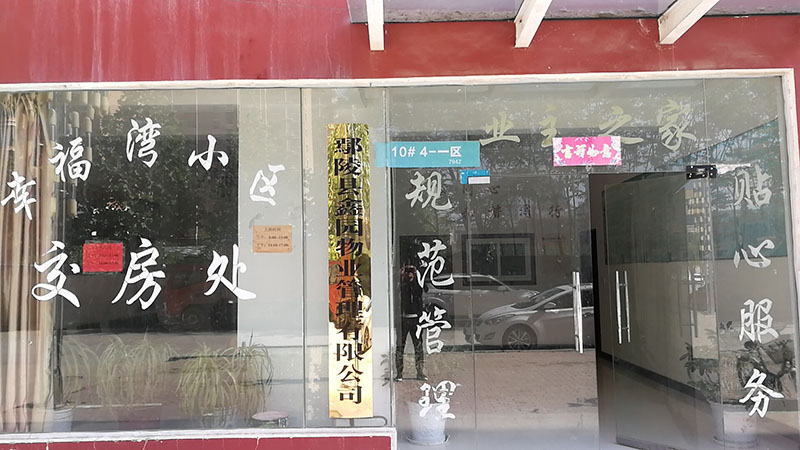 幸福湾小区
交房处
鄢陵县鑫园物业管理有限公司
10# 4-一区
7942
业主之家
吉祥如意
规范管理
贴心服务